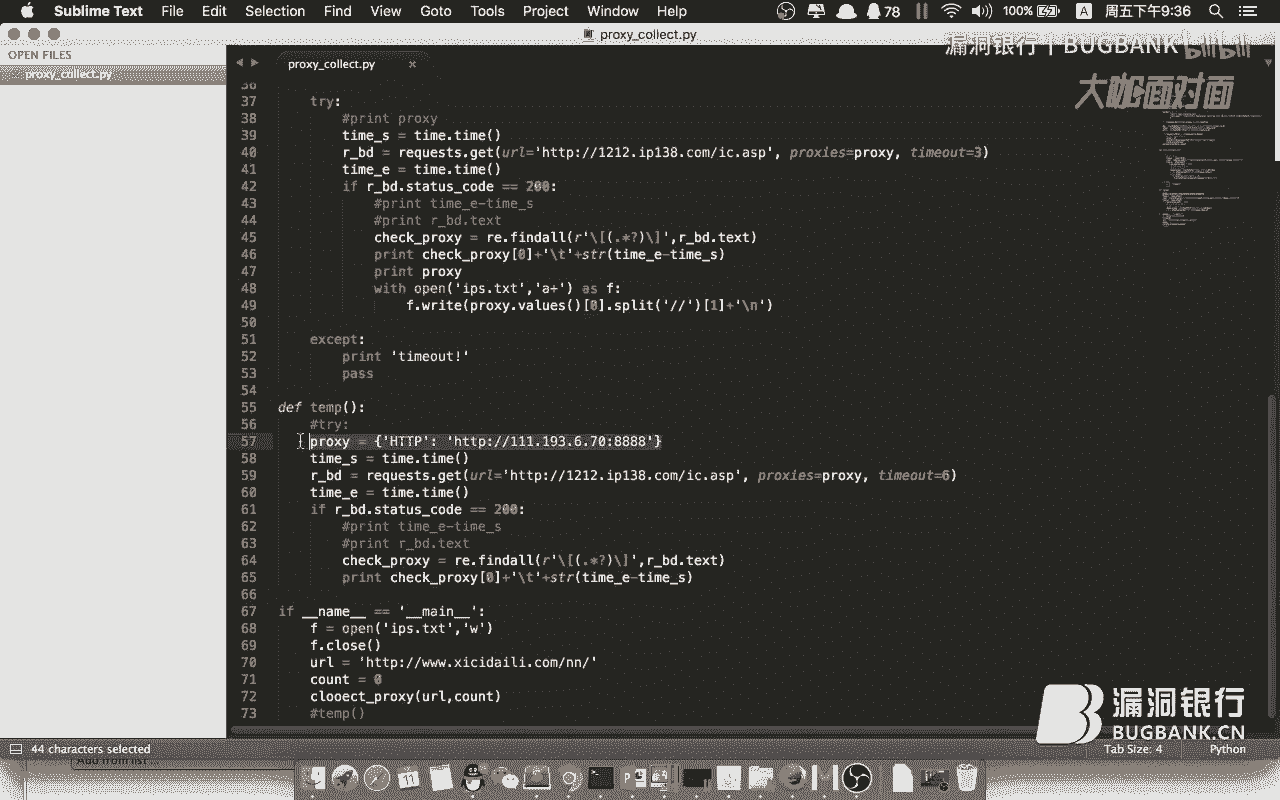 Sublime Text File Edit Selection Find View Goto Tools Project Window Help 78 100% A 周五下午9:36
proxy_collect.py
漏洞银行 | BUGBANK bilibili
OPEN FILES
proxy_collect.py
proxy_collect.py ×
大咖面对面
36
37 try:
38 #print proxy
39 time_s = time.time()
40 r_bd = requests.get(url='http://1212.ip138.com/ic.asp', proxies=proxy, timeout=3)
41 time_e = time.time()
42 if r_bd.status_code == 200:
43 #print time_e-time_s
44 #print r_bd.text
45 check_proxy = re.findall(r'\[(.*?)\]',r_bd.text)
46 print check_proxy[0]+'\t'+str(time_e-time_s)
47 print proxy
48 with open('ips.txt','a+') as f:
49 f.write(proxy.values()[0].split('//')[1]+'\n')
50
51 except:
52 print 'timeout!'
53 pass
54
55 def temp():
56 #try:
57 proxy = {'HTTP': 'http://111.193.6.70:8888'}
58 time_s = time.time()
59 r_bd = requests.get(url='http://1212.ip138.com/ic.asp', proxies=proxy, timeout=6)
60 time_e = time.time()
61 if r_bd.status_code == 200:
62 #print time_e-time_s
63 #print r_bd.text
64 check_proxy = re.findall(r'\[(.*?)\]',r_bd.text)
65 print check_proxy[0]+'\t'+str(time_e-time_s)
66
67 if __name__ == '__main__':
68 f = open('ips.txt','w')
69 f.close()
70 url = 'http://www.xicidaili.com/nn/'
71 count = 0
72 clooect_proxy(url,count)
73 #temp()
漏洞银行
BUGBANK.CN
44 characters selected
Tab Size: 4 Python
Add from list...
11